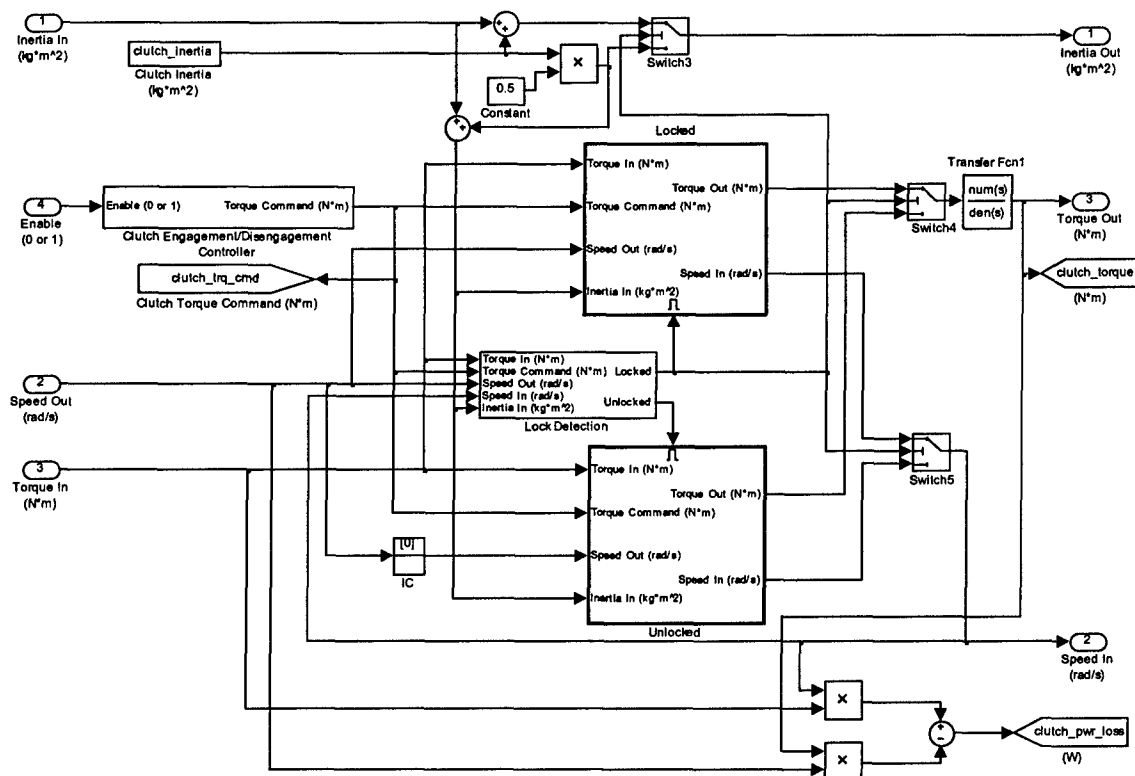 1
Inertia In
(kg*m^2)
clutch_inertia
Clutch Inertia
(kg*m^2)
+
+
×
0.5
Constant
Switch3
1
Inertia Out
(kg*m^2)
+
+
Locked
Torque In (N*m)
Torque Command (N*m)
Speed Out (rad/s)
Inertia In (kg*m^2)
Torque Out (N*m)
Speed In (rad/s)
Switch4
Transfer Fcn1
num(s)
den(s)
3
Torque Out
(N*m)
clutch_torque
(N*m)
4
Enable
(0 or 1)
Enable (0 or 1)
Torque Command (N*m)
Clutch Engagement/Disengagement
Controller
clutch_trq_cmd
Clutch Torque Command (N*m)
2
Speed Out
(rad/s)
Torque In (N*m)
Torque Command (N*m)
Speed Out (rad/s)
Speed In (rad/s)
Inertia In (kg*m^2)
Locked
Unlocked
Lock Detection
3
Torque In
(N*m)
Torque In (N*m)
Torque Command (N*m)
Speed Out (rad/s)
Inertia In (kg*m^2)
Torque Out (N*m)
Speed In (rad/s)
Unlocked
[0]
IC
Switch5
2
Speed In
(rad/s)
×
×
+
−
clutch_pwr_loss
(W)